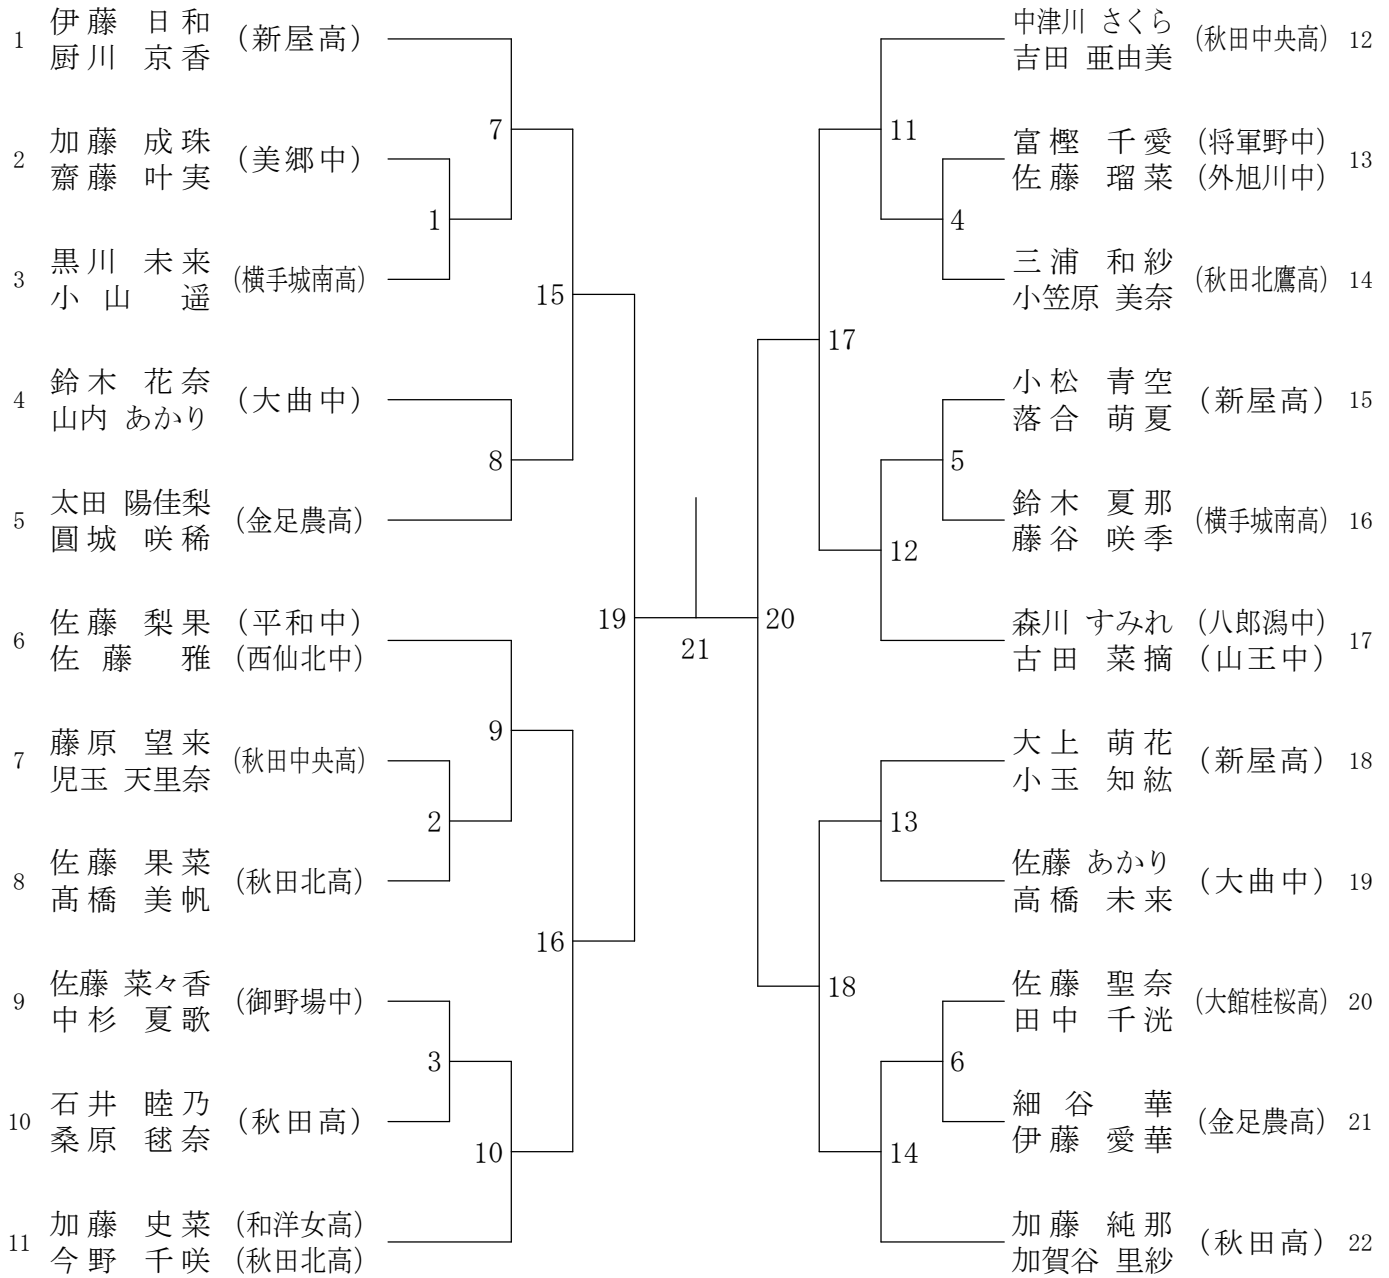 1 伊藤 日和 (新屋高)
厨川 京香
2 加藤 成珠 (美郷中)
齋藤 叶実
3 黒川 未来 (横手城南高)
小山 遥
4 鈴木 花奈 (大曲中)
山内 あかり
5 太田 陽佳梨 (金足農高)
圓城 咲稀
6 佐藤 梨果 (平和中)
佐藤 雅 (西仙北中)
7 藤原 望来 (秋田中央高)
児玉 天里奈
8 佐藤 果菜 (秋田北高)
髙橋 美帆
9 佐藤 菜々香 (御野場中)
中杉 夏歌
10 石井 睦乃 (秋田高)
桑原 毬奈
11 加藤 史菜 (和洋女高)
今野 千咲 (秋田北高)
7
1
15
8
19
9
2
16
3
10
21
11
4
17
5
12
20
13
18
6
14
中津川 さくら (秋田中央高) 12
吉田 亜由美
富樫 千愛 (将軍野中) 13
佐藤 瑠菜 (外旭川中)
三浦 和紗 (秋田北鷹高) 14
小笠原 美奈
小松 青空 (新屋高) 15
落合 萌夏
鈴木 夏那 (横手城南高) 16
藤谷 咲季
森川 すみれ (八郎潟中) 17
古田 菜摘 (山王中)
大上 萌花 (新屋高) 18
小玉 知紘
佐藤 あかり (大曲中) 19
高橋 未来
佐藤 聖奈 (大館桂桜高) 20
田中 千洸
細谷 華 (金足農高) 21
伊藤 愛華
加藤 純那 (秋田高) 22
加賀谷 里紗